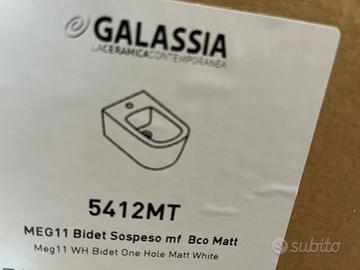 GALASSIA
LACERAMICACONTEMPORANEA
5412MT
MEG11 Bidet Sospeso mf Bco Matt
Meg11 WH Bidet One Hole Matt White
subito